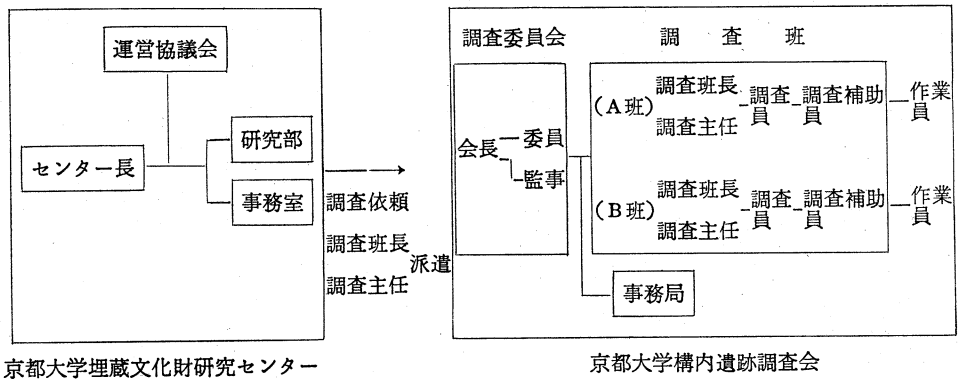 運営協議会
センター長
研究部
事務室
調査依頼
調査班長
調査主任
派遣
京都大学埋蔵文化財研究センター
調査委員会
調査班
会長
委員
監事
(A班)
調査班長
調査主任
調査員
調査補助
作業員
(B班)
調査班長
調査主任
調査員
調査補助
作業員
事務局
京都大学構内遺跡調査会